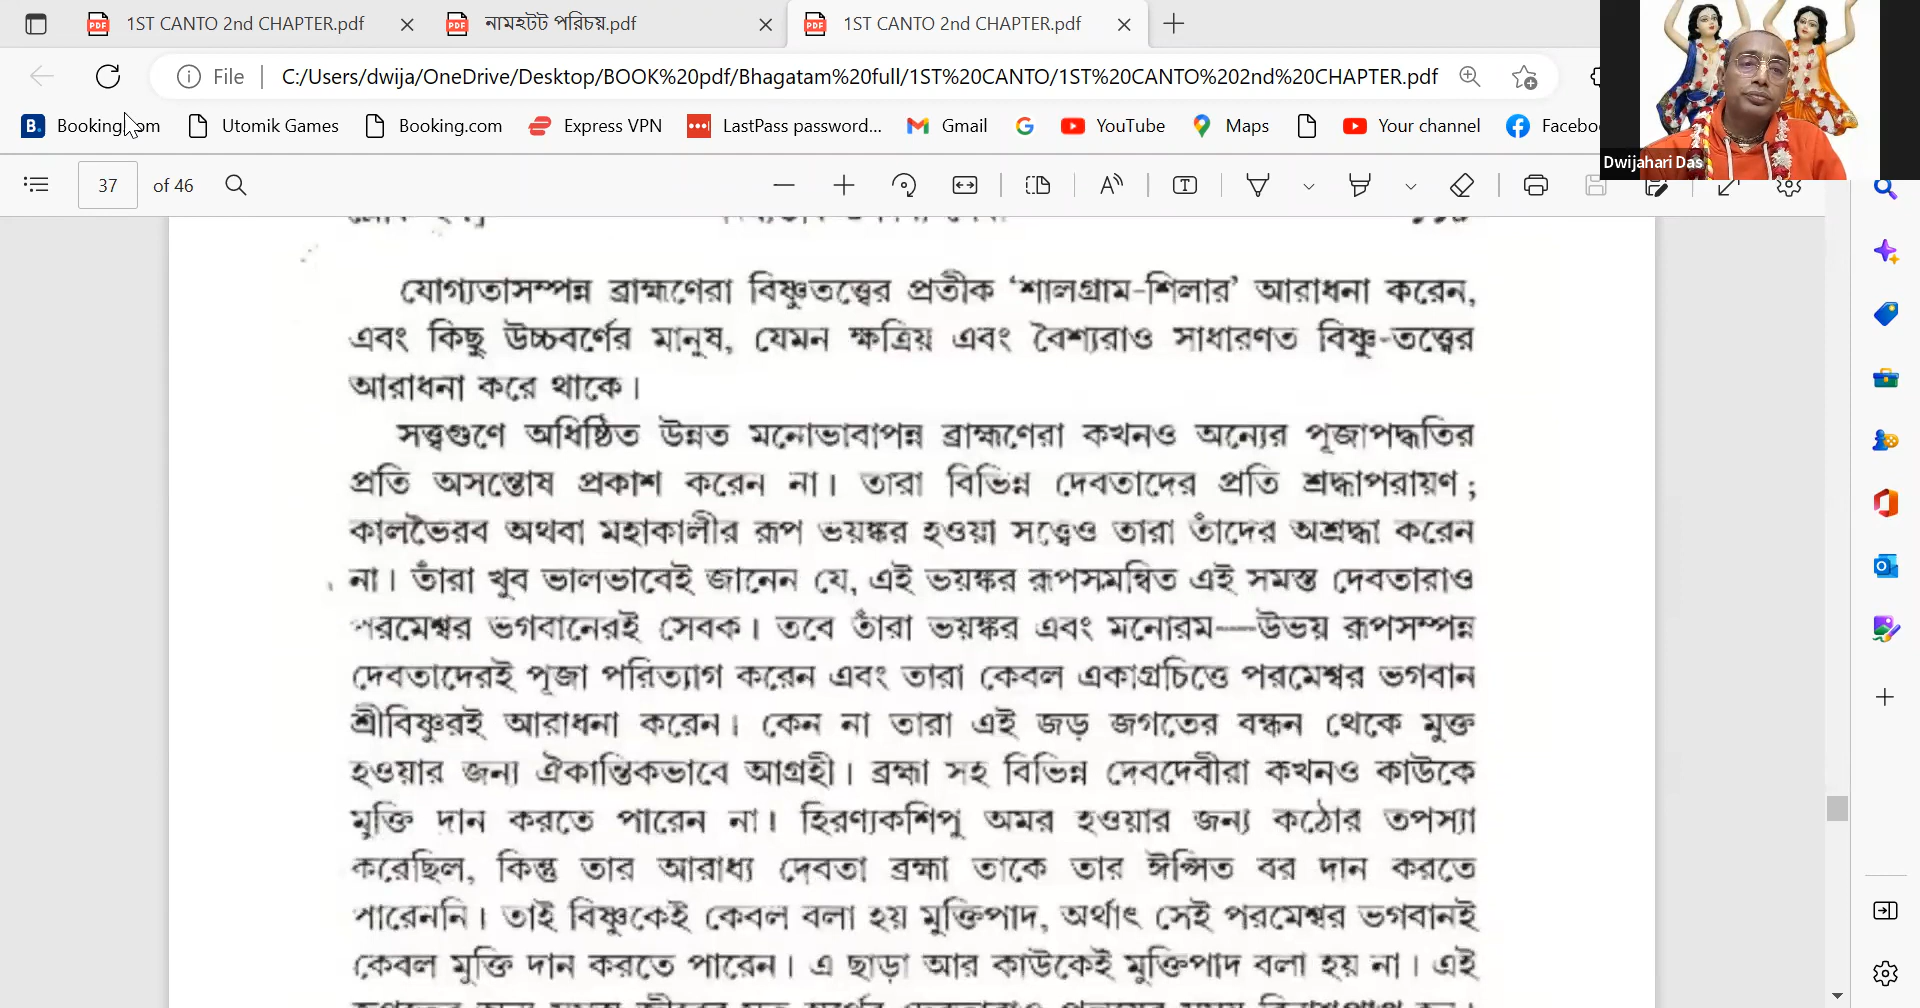 1ST CANTO 2nd CHAPTER.pdf
নামহটট পরিচয়.pdf
1ST CANTO 2nd CHAPTER.pdf
File C:/Users/dwija/OneDrive/Desktop/BOOK%20pdf/Bhagatam%20full/1ST%20CANTO/1ST%20CANTO%202nd%20CHAPTER.pdf
B. Booking.com Utomik Games Booking.com Express VPN LastPass password... Gmail YouTube Maps Your channel Facebo
Dwijahari Das
37 of 46
যোগ্যতাসম্পন্ন ব্রাহ্মণেরা বিষ্ণুতত্ত্বের প্রতীক ‘শালগ্রাম-শিলার’ আরাধনা করেন,
এবং কিছু উচ্চবর্ণের মানুষ, যেমন ক্ষত্রিয় এবং বৈশ্যরাও সাধারণত বিষ্ণু-তত্ত্বের
আরাধনা করে থাকে।
সত্ত্বগুণে অধিষ্ঠিত উন্নত মনোভাবাপন্ন ব্রাহ্মণেরা কখনও অন্যের পূজাপদ্ধতির
প্রতি অসন্তোষ প্রকাশ করেন না। তারা বিভিন্ন দেবতাদের প্রতি শ্রদ্ধাপরায়ণ;
কালভৈরব অথবা মহাকালীর রূপ ভয়ঙ্কর হওয়া সত্ত্বেও তারা তাঁদের অশ্রদ্ধা করেন
না। তাঁরা খুব ভালভাবেই জানেন যে, এই ভয়ঙ্কর রূপসমন্বিত এই সমস্ত দেবতারাও
পরমেশ্বর ভগবানেরই সেবক। তবে তাঁরা ভয়ঙ্কর এবং মনোরম—উভয় রূপসম্পন্ন
দেবতাদেরই পূজা পরিত্যাগ করেন এবং তারা কেবল একাগ্রচিত্তে পরমেশ্বর ভগবান
শ্রীবিষ্ণুরই আরাধনা করেন। কেন না তারা এই জড় জগতের বন্ধন থেকে মুক্ত
হওয়ার জন্য ঐকান্তিকভাবে আগ্রহী। ব্রহ্মা সহ বিভিন্ন দেবদেবীরা কখনও কাউকে
মুক্তি দান করতে পারেন না। হিরণ্যকশিপু অমর হওয়ার জন্য কঠোর তপস্যা
করেছিল, কিন্তু তার আরাধ্য দেবতা ব্রহ্মা তাকে তার ঈপ্সিত বর দান করতে
পারেননি। তাই বিষ্ণুকেই কেবল বলা হয় মুক্তিপাদ, অর্থাৎ সেই পরমেশ্বর ভগবানই
কেবল মুক্তি দান করতে পারেন। এ ছাড়া আর কাউকেই মুক্তিপাদ বলা হয় না। এই